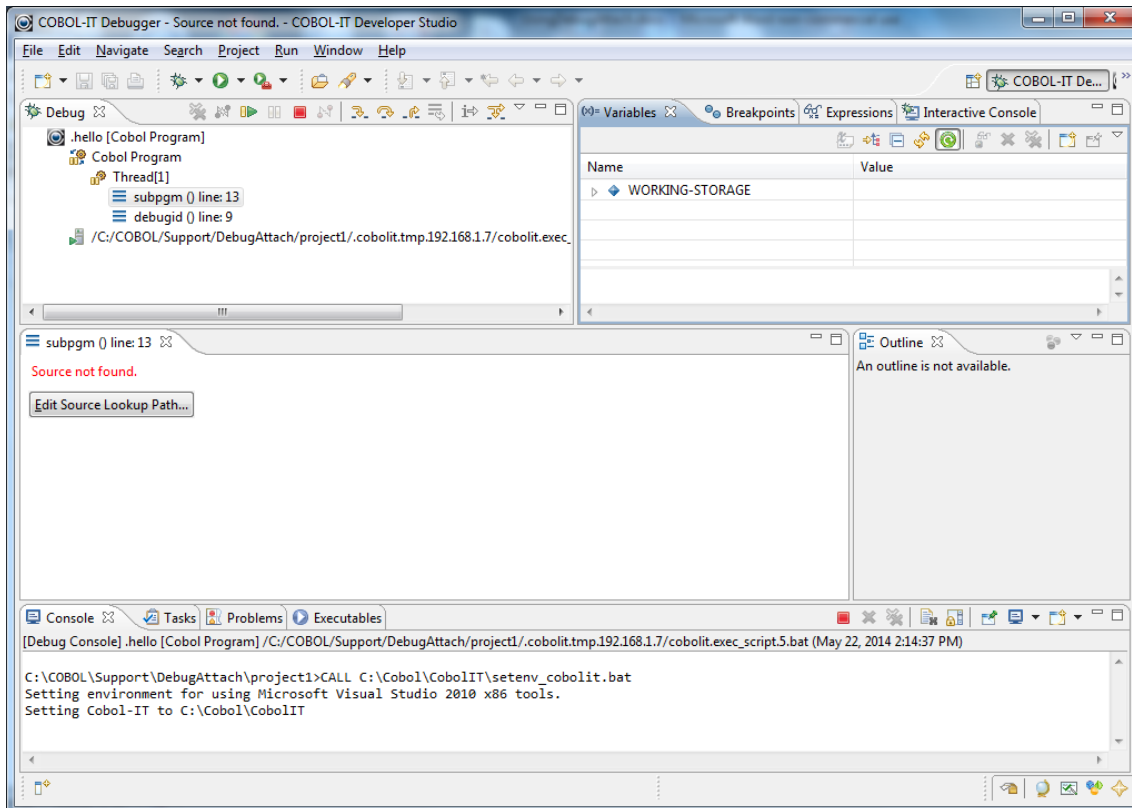 COBOL-IT Debugger - Source not found. - COBOL-IT Developer Studio
File Edit Navigate Search Project Run Window Help
COBOL-IT De...
Debug
.hello [Cobol Program]
Cobol Program
Thread[1]
subpgm () line: 13
debugid () line: 9
/C:/COBOL/Support/DebugAttach/project1/.cobolit.tmp.192.168.1.7/cobolit.exec_
(x)= Variables Breakpoints Expressions Interactive Console
Name Value
WORKING-STORAGE
subpgm () line: 13
Source not found.
Edit Source Lookup Path...
Outline
An outline is not available.
Console Tasks Problems Executables
[Debug Console] .hello [Cobol Program] /C:/COBOL/Support/DebugAttach/project1/.cobolit.tmp.192.168.1.7/cobolit.exec_script.5.bat (May 22, 2014 2:14:37 PM)
C:\COBOL\Support\DebugAttach\project1>CALL C:\Cobol\CobolIT\setenv_cobolit.bat
Setting environment for using Microsoft Visual Studio 2010 x86 tools.
Setting Cobol-IT to C:\Cobol\CobolIT